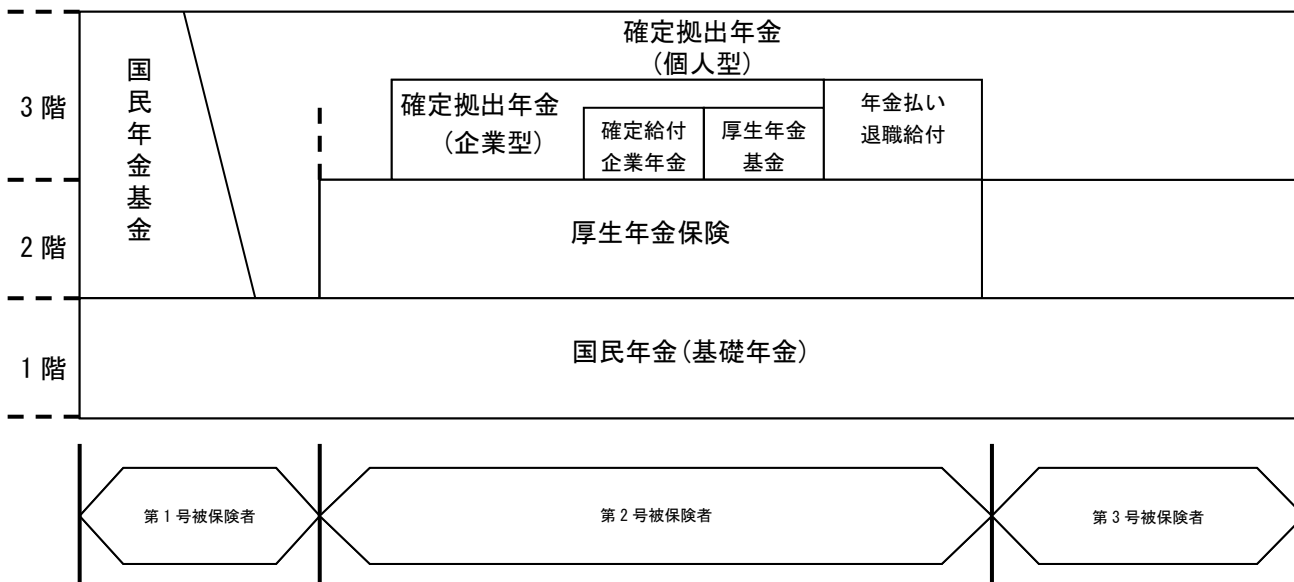 確定拠出年金
(個人型)
国民年金基金
3階
確定拠出年金
(企業型)
確定給付
企業年金
厚生年金
基金
年金払い
退職給付
2階
厚生年金保険
1階
国民年金(基礎年金)
第1号被保険者
第2号被保険者
第3号被保険者